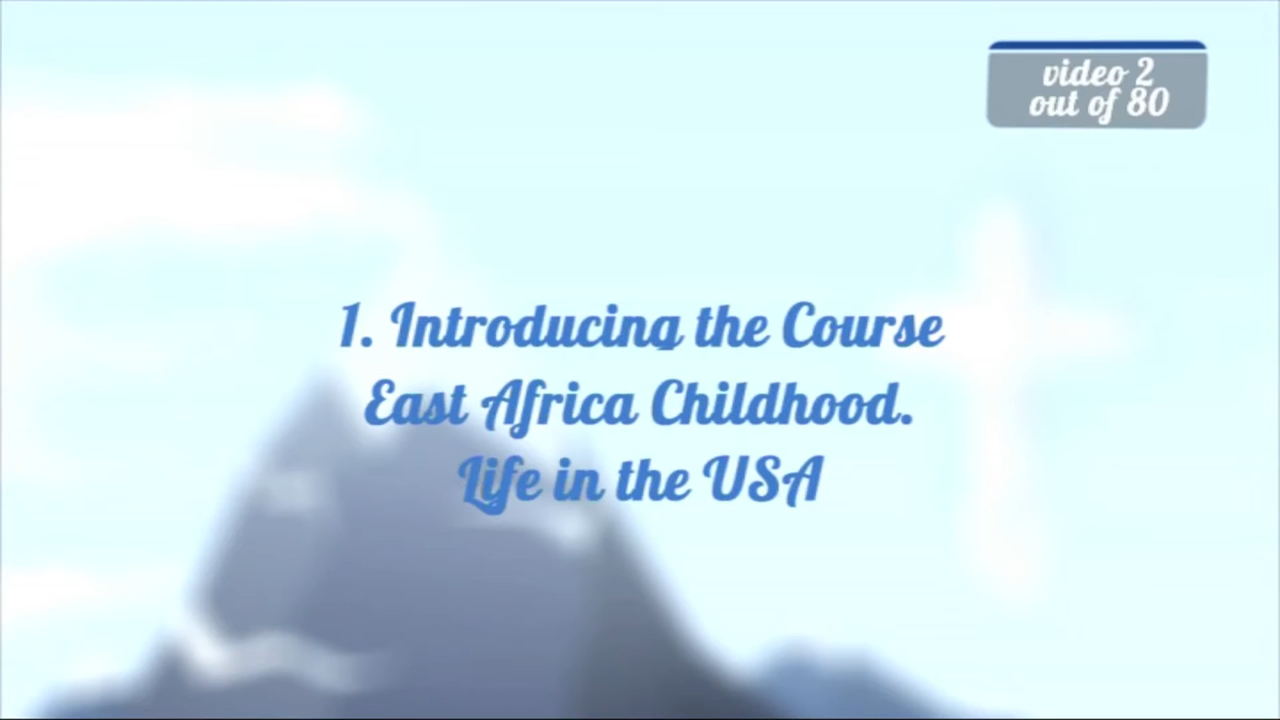 video 2
out of 80
1. Introducing the Course
East Africa Childhood.
Life in the USA